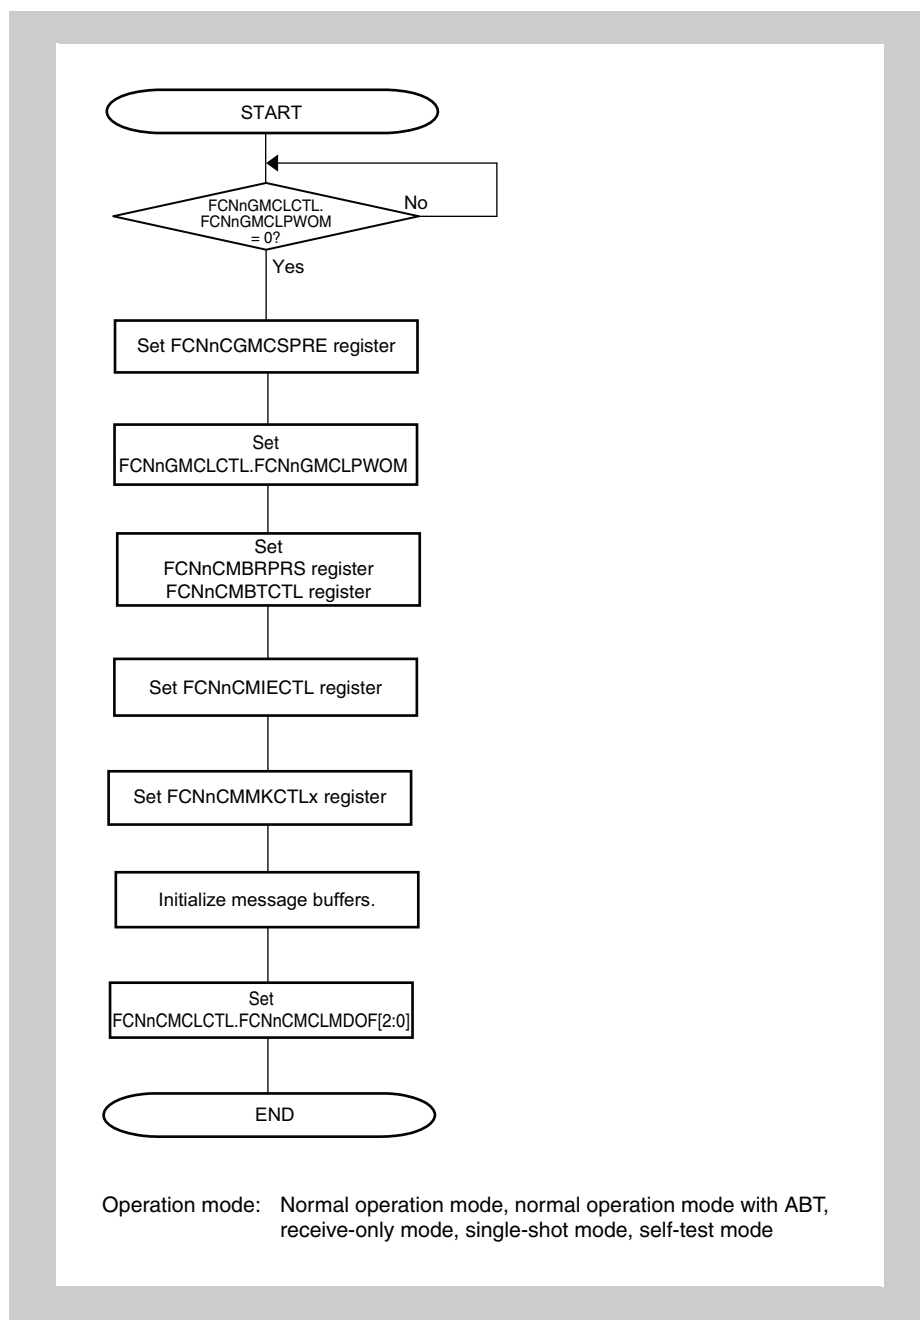 START
FCNnGMCLCTL.
FCNnGMCLPWOM
= 0?
No
Yes
Set FCNnCGMCSPRE register
Set
FCNnGMCLCTL.FCNnGMCLPWOM
Set
FCNnCMBRPRS register
FCNnCMBTCTL register
Set FCNnCMIECTL register
Set FCNnCMMKCTLx register
Initialize message buffers.
Set
FCNnCMCLCTL.FCNnCMCLMDOF[2:0]
END
Operation mode: Normal operation mode, normal operation mode with ABT,
receive-only mode, single-shot mode, self-test mode